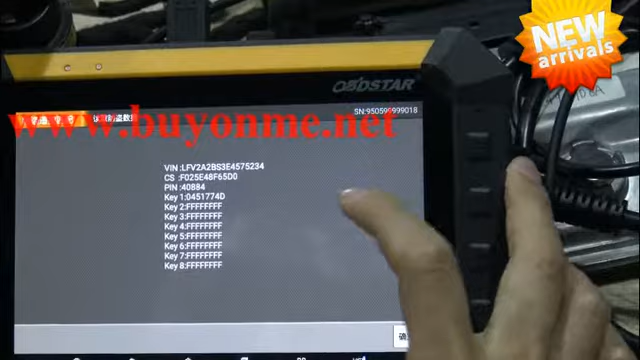 NEW
arrivals
OBDSTAR
SN:950599999018
www.buyonme.net
VIN :LFV2A2BS3E4575234
CS :F025E48F65D0
PIN :40884
Key 1:0451774D
Key 2:FFFFFFFF
Key 3:FFFFFFFF
Key 4:FFFFFFFF
Key 5:FFFFFFFF
Key 6:FFFFFFFF
Key 7:FFFFFFFF
Key 8:FFFFFFFF